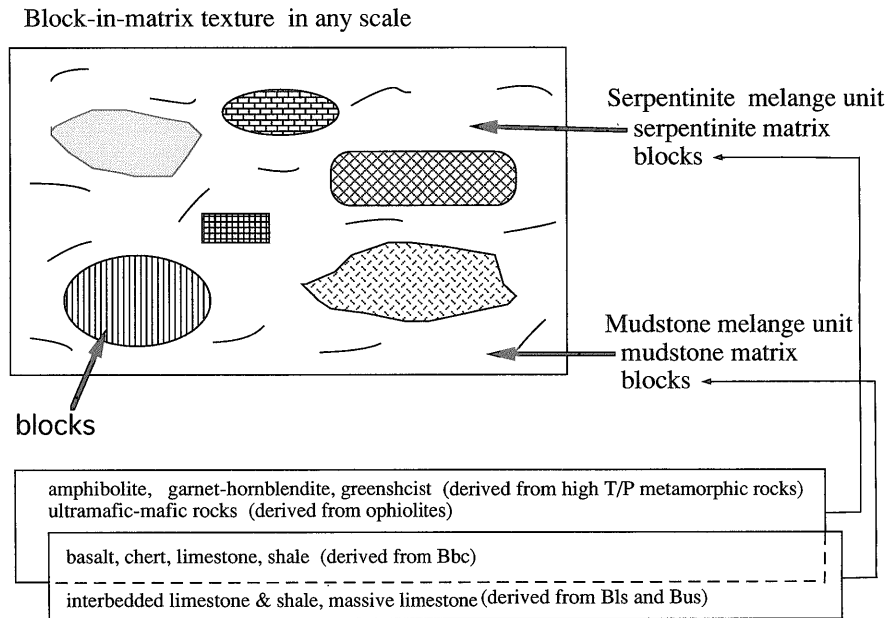 Block-in-matrix texture in any scale
Serpentinite melange unit
serpentinite matrix
blocks
Mudstone melange unit
mudstone matrix
blocks
blocks
amphibolite, garnet-hornblendite, greenshcist (derived from high T/P metamorphic rocks)
ultramafic-mafic rocks (derived from ophiolites)
basalt, chert, limestone, shale (derived from Bbc)
interbedded limestone & shale, massive limestone (derived from Bls and Bus)